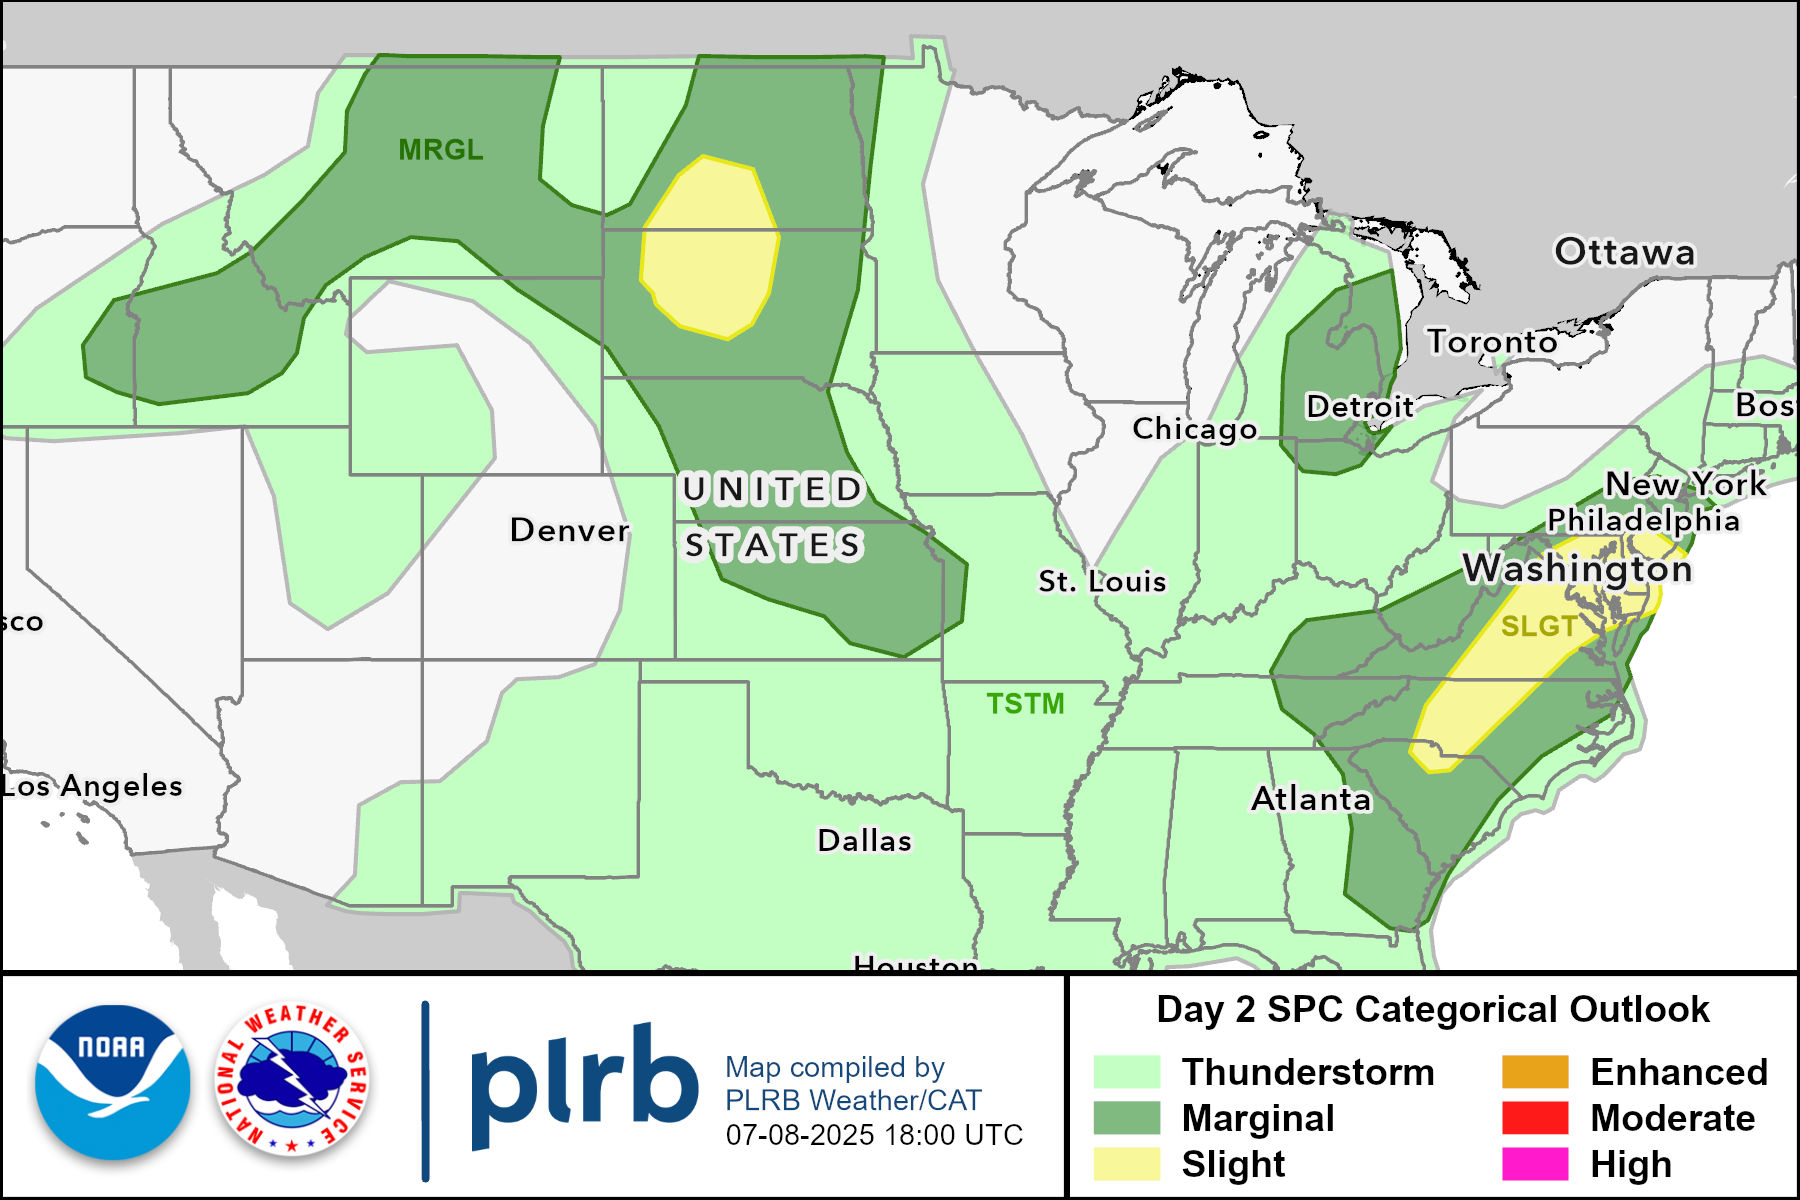 MRGL
Ottawa
Toronto
Detroit
Bos
Chicago
New York
UNITED
Philadelphia
Denver
STATES
Washington
St. Louis
sco
SLGT
TSTM
Los Angeles
Atlanta
Dallas
Houston
NOAA
NATIONAL WEATHER SERVICE
plrb
Map compiled by
PLRB Weather/CAT
07-08-2025 18:00 UTC
Day 2 SPC Categorical Outlook
Thunderstorm
Enhanced
Marginal
Moderate
Slight
High